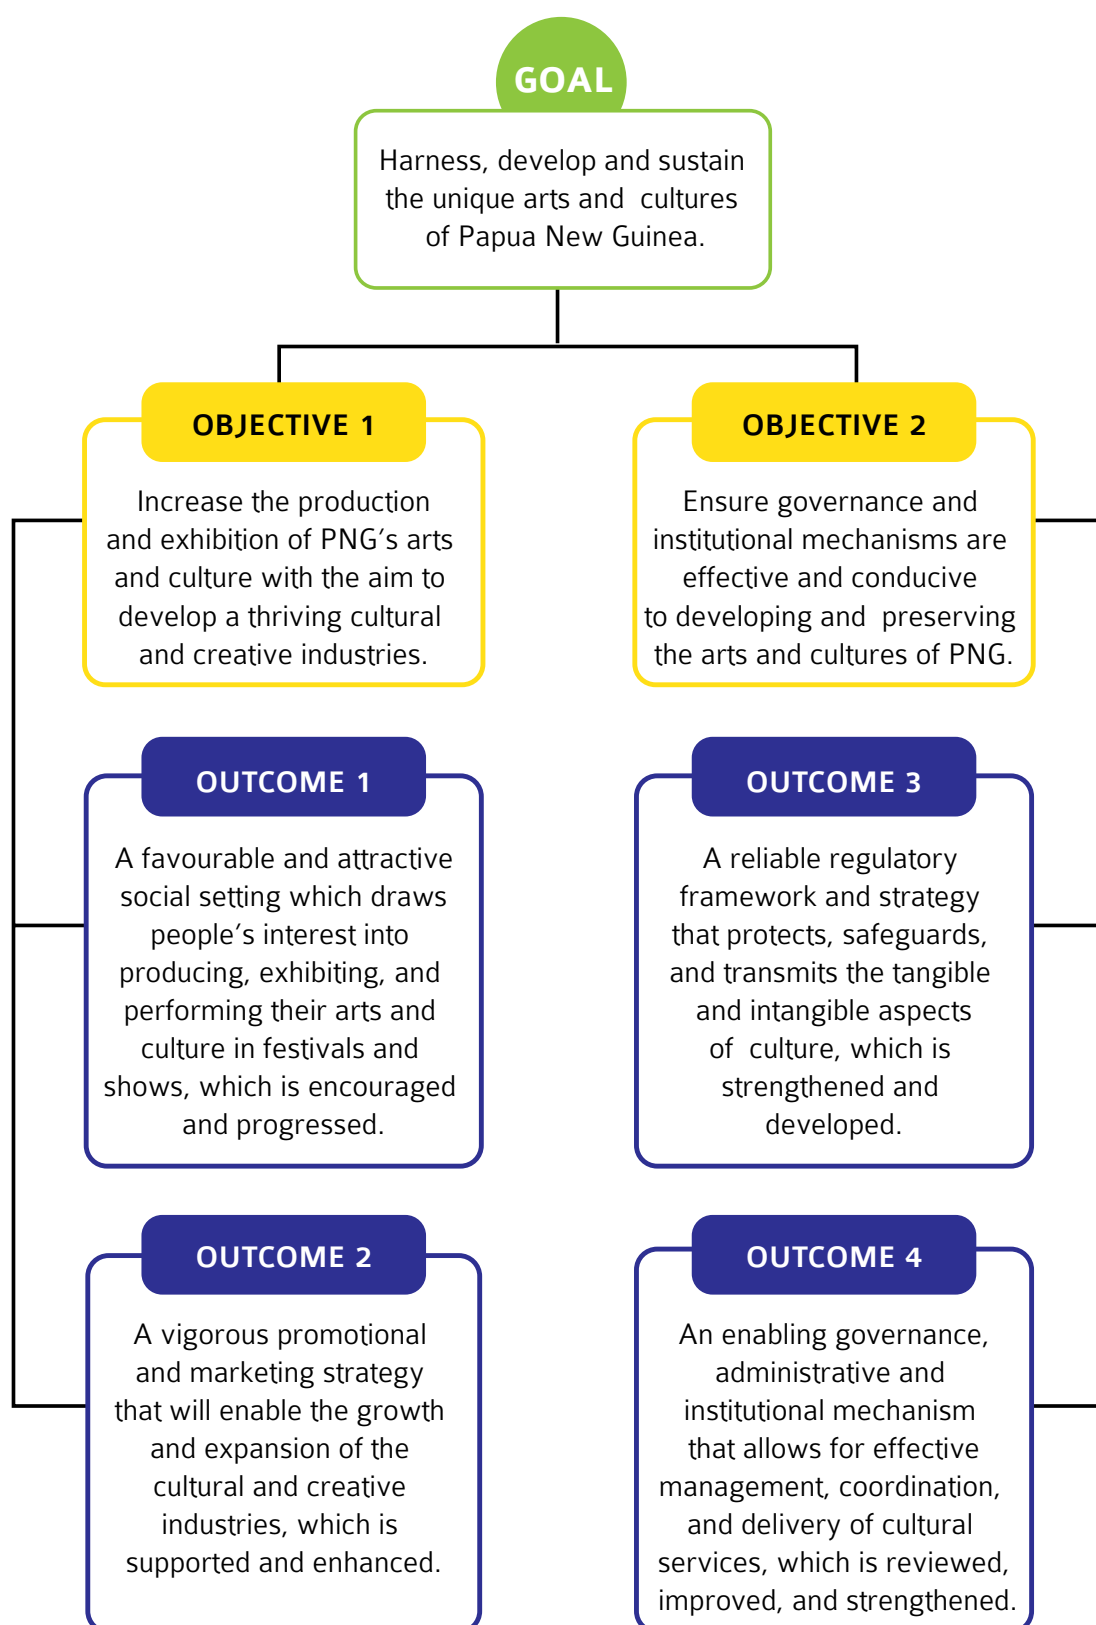 GOAL
Harness, develop and sustain
the unique arts and cultures
of Papua New Guinea.
OBJECTIVE 1
Increase the production
and exhibition of PNG's arts
and culture with the aim to
develop a thriving cultural
and creative industries.
OBJECTIVE 2
Ensure governance and
institutional mechanisms are
effective and conducive
to developing and preserving
the arts and cultures of PNG.
OUTCOME 1
A favourable and attractive
social setting which draws
people's interest into
producing, exhibiting, and
performing their arts and
culture in festivals and
shows, which is encouraged
and progressed.
OUTCOME 3
A reliable regulatory
framework and strategy
that protects, safeguards,
and transmits the tangible
and intangible aspects
of culture, which is
strengthened and
developed.
OUTCOME 2
A vigorous promotional
and marketing strategy
that will enable the growth
and expansion of the
cultural and creative
industries, which is
supported and enhanced.
OUTCOME 4
An enabling governance,
administrative and
institutional mechanism
that allows for effective
management, coordination,
and delivery of cultural
services, which is reviewed,
improved, and strengthened.